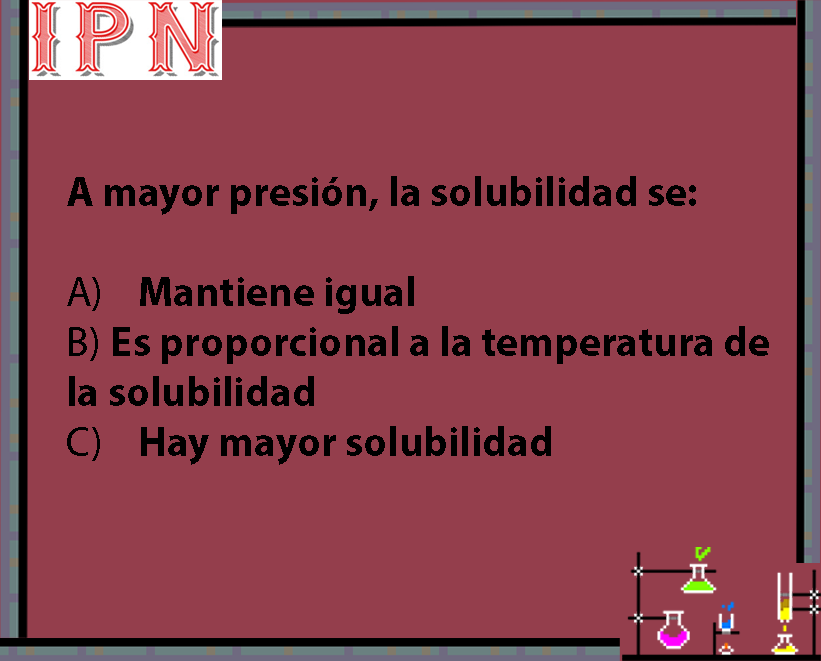 IPN
A mayor presión, la solubilidad se:
A) Mantiene igual
B) Es proporcional a la temperatura de
la solubilidad
C) Hay mayor solubilidad